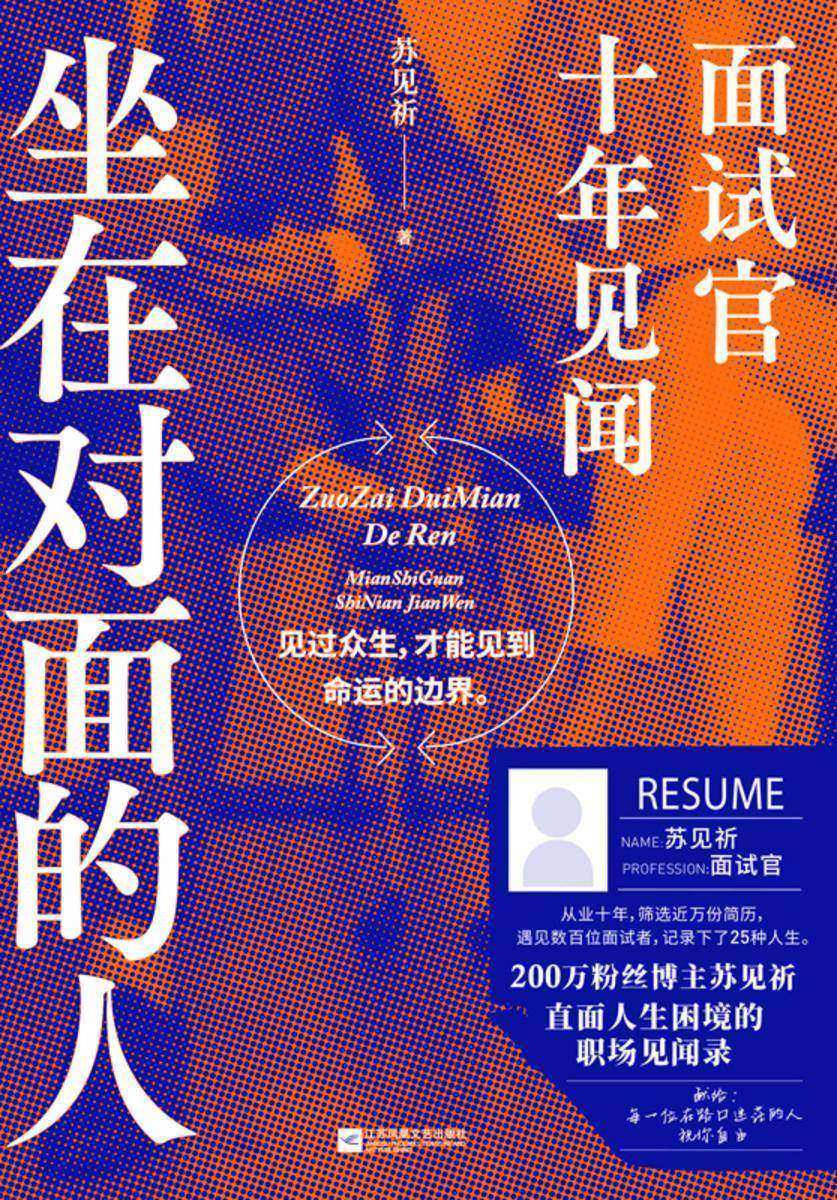 面试官
十年见闻
苏见祈
著
坐在对面的人
ZuoZai DuiMian
De Ren
MianShiGuan
ShiNian JianWen
见过众生，才能见到
命运的边界。
RESUME
NAME:苏见祈
PROFESSION:面试官
从业十年，筛选近万份简历，
遇见数百位面试者，记录下了25种人生。
200万粉丝博主苏见祈
直面人生困境的
职场见闻录
献给：
每一位在路口迷茫的人
祝你自由
江苏凤凰文艺出版社